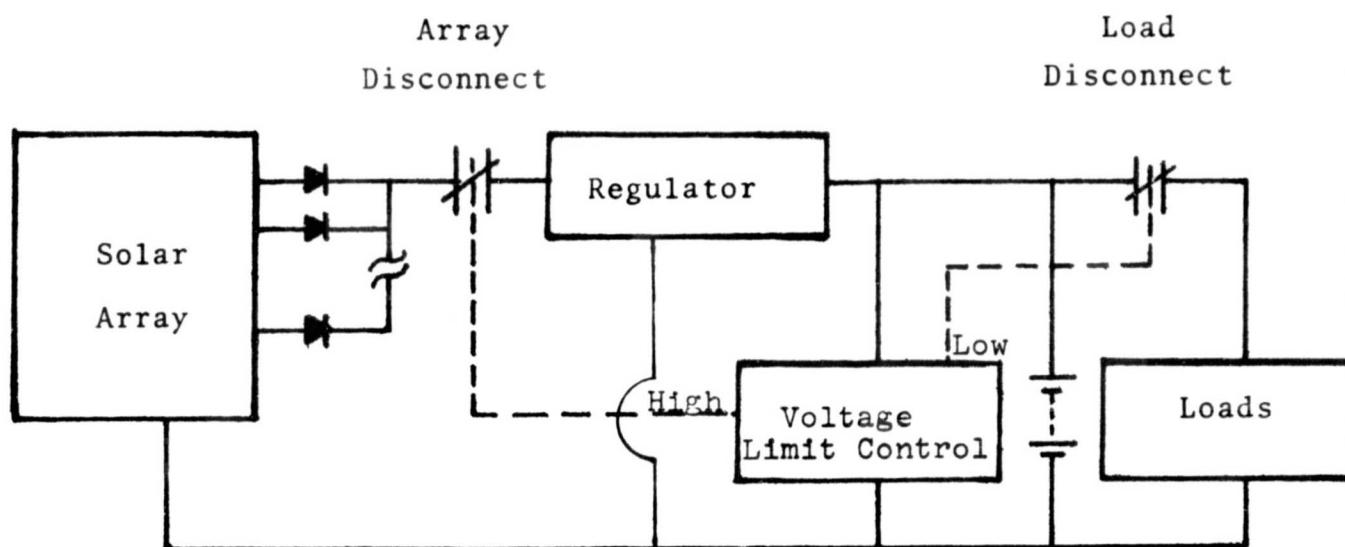 Array
Disconnect
Load
Disconnect
Solar
Array
Regulator
Low
High
Voltage
Limit Control
Loads